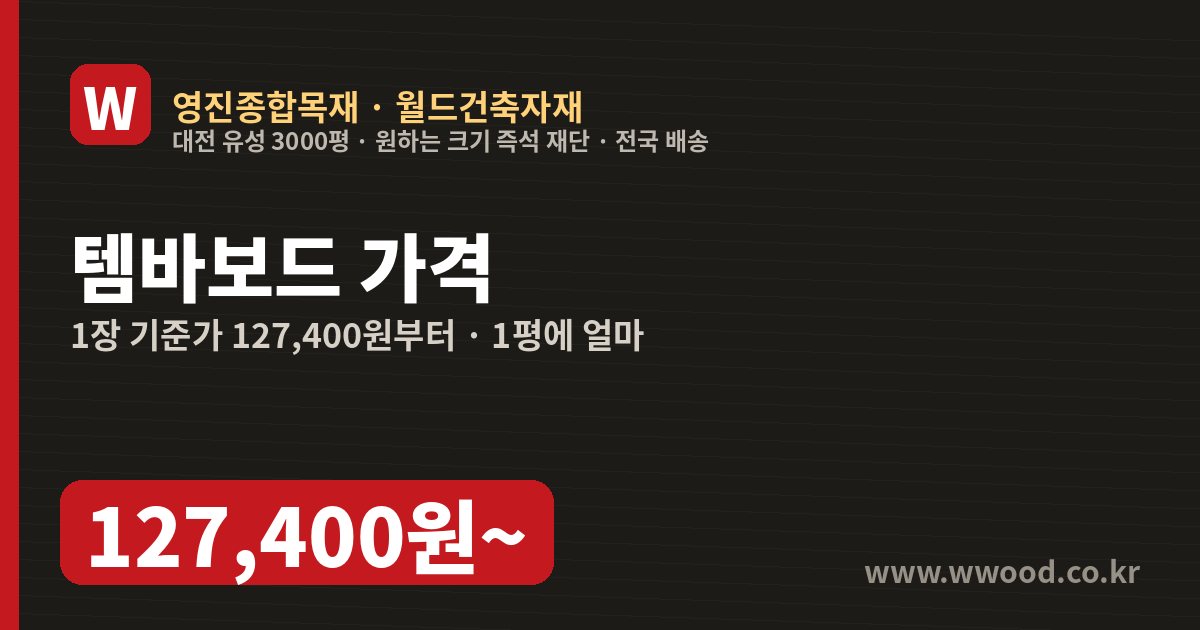 W
영진종합목재 · 월드건축자재
대전 유성 3000평 · 원하는 크기 즉석 재단 · 전국 배송
템바보드 가격
1장 기준가 127,400원부터 · 1평에 얼마
127,400원~
www.wwood.co.kr